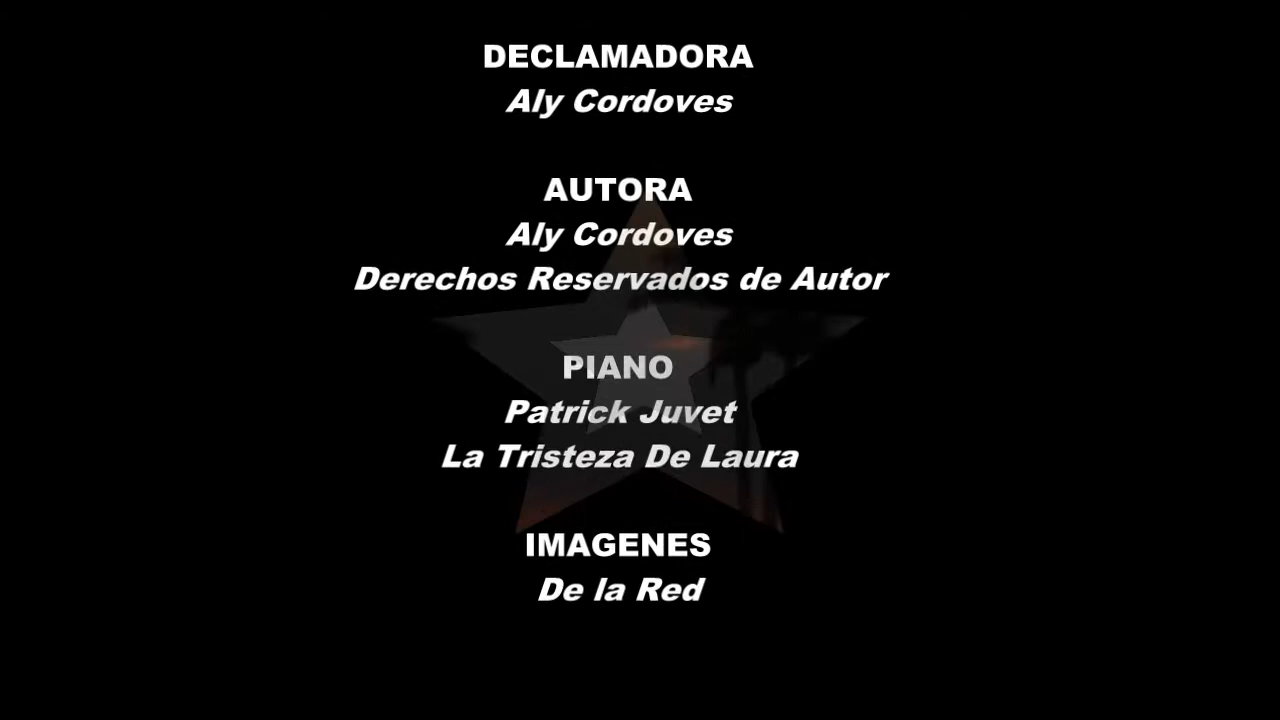 DECLAMADORA
Aly Cordoves
AUTORA
Aly Cordoves
Derechos Reservados de Autor
PIANO
Patrick Juvet
La Tristeza De Laura
IMAGENES
De la Red